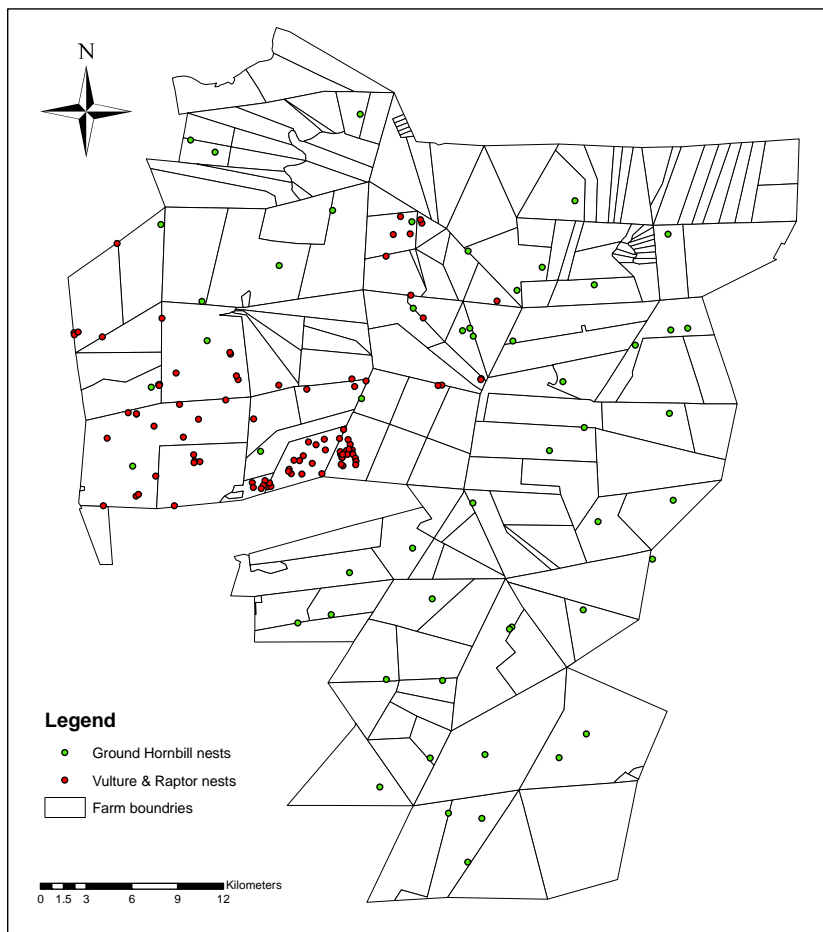 N
Legend
Ground Hornbill nests
Vulture & Raptor nests
Farm boundries
Kilometers
0 1.5 3 6 9 12